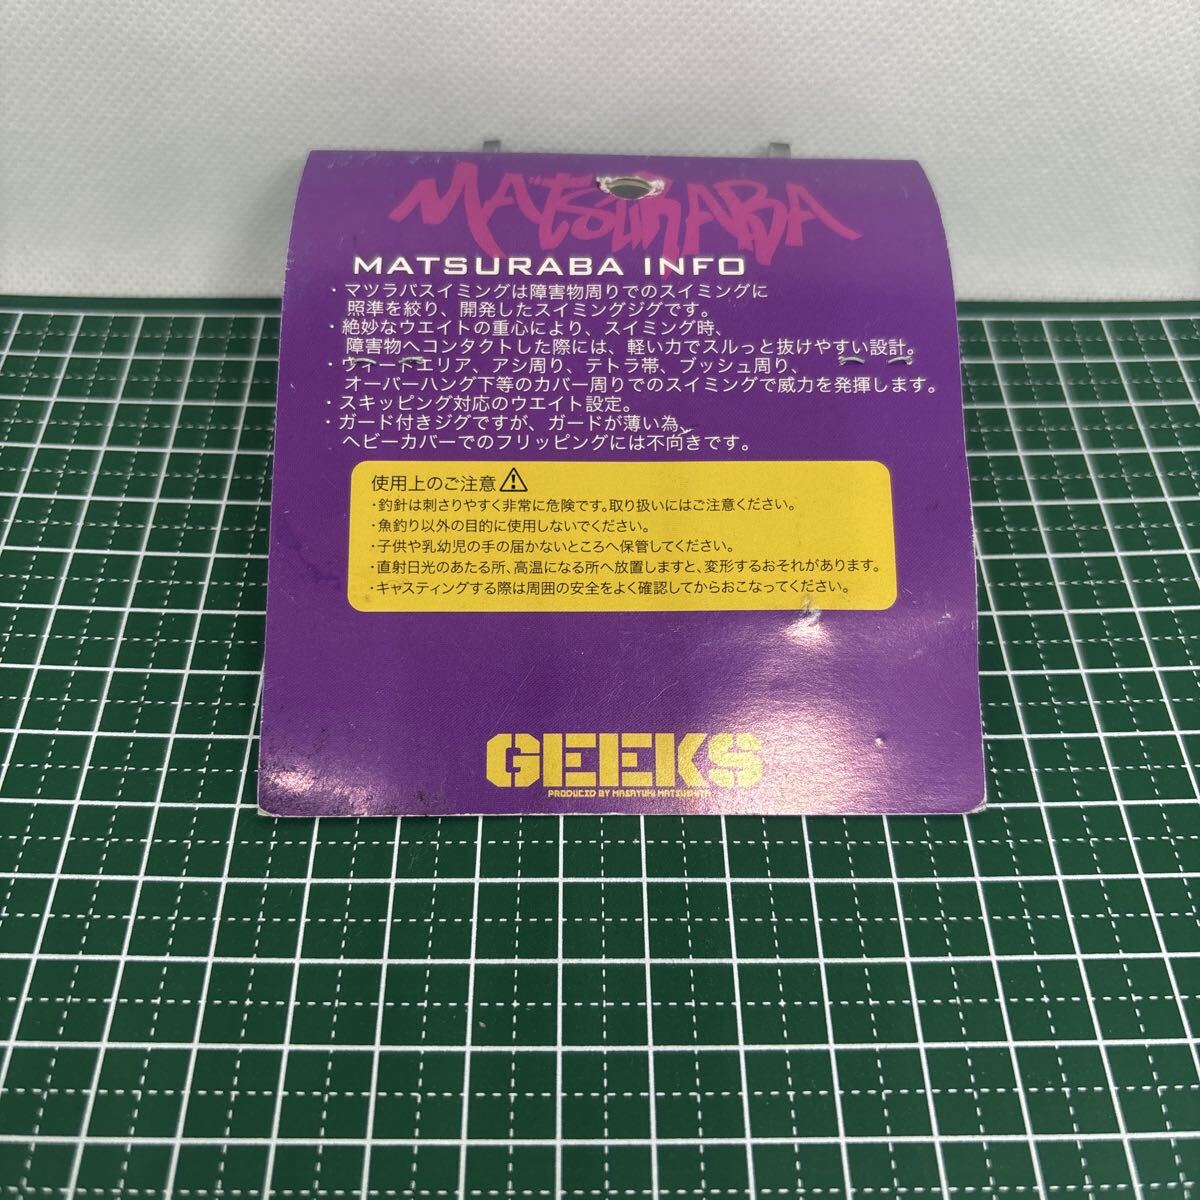 MATSURABA
MATSURABA INFO
・マツラバスイミングは障害物周りでのスイミングに
照準を絞り、開発したスイミングジグです。
・絶妙なウエイトの重心により、スイミング時、
障害物へコンタクトした際には、軽い力でスルっと抜けやすい設計。
・ウィードエリア、アシ周り、テトラ帯、ブッシュ周り、
オーバーハング下等のカバー周りでのスイミングで威力を発揮します。
・スキッピング対応のウエイト設定。
・ガード付きジグですが、ガードが薄い為、
ヘビーカバーでのフリッピングには不向きです。
使用上のご注意
・釣針は刺さりやすく非常に危険です。取り扱いにはご注意ください。
・魚釣り以外の目的に使用しないでください。
・子供や乳幼児の手の届かないところへ保管してください。
・直射日光のあたる所、高温になる所へ放置しますと、変形するおそれがあります。
・キャスティングする際は周囲の安全をよく確認してからおこなってください。
GEEKS
PRODUCED BY MASAYUKI MATSUSHITA